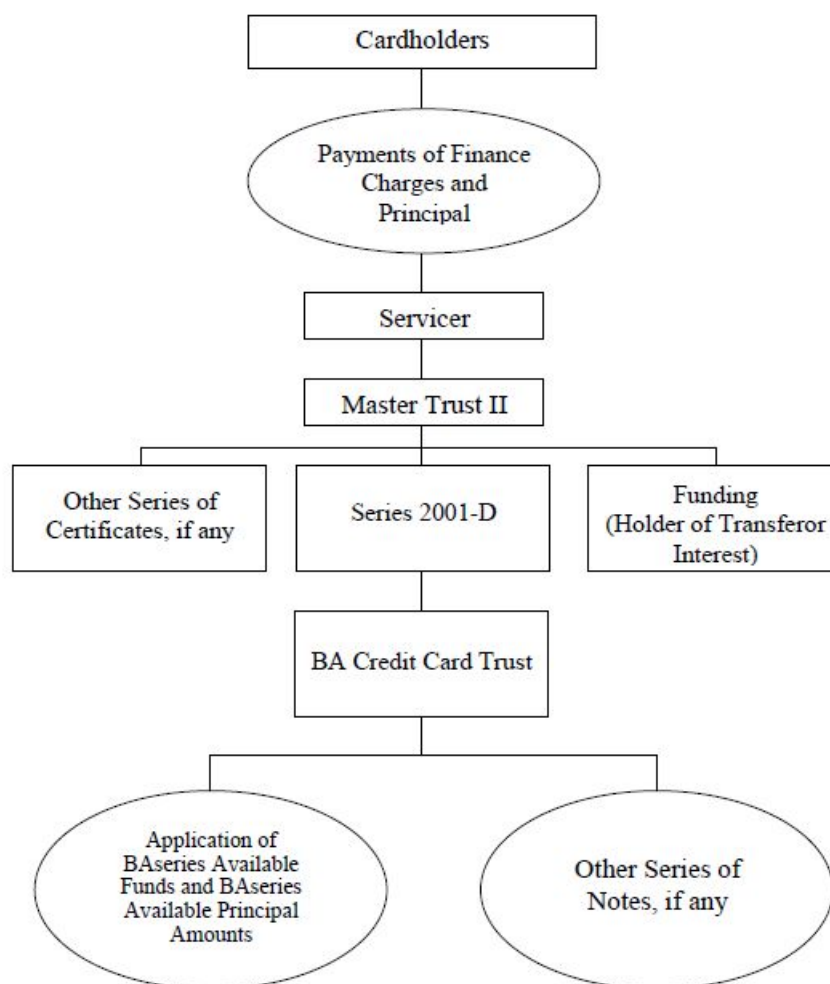 Cardholders
Payments of Finance
Charges and
Principal
Servicer
Master Trust II
Other Series of
Certificates, if any
Series 2001-D
Funding
(Holder of Transferor
Interest)
BA Credit Card Trust
Application of
BAseries Available
Funds and BAseries
Available Principal
Amounts
Other Series of
Notes, if any